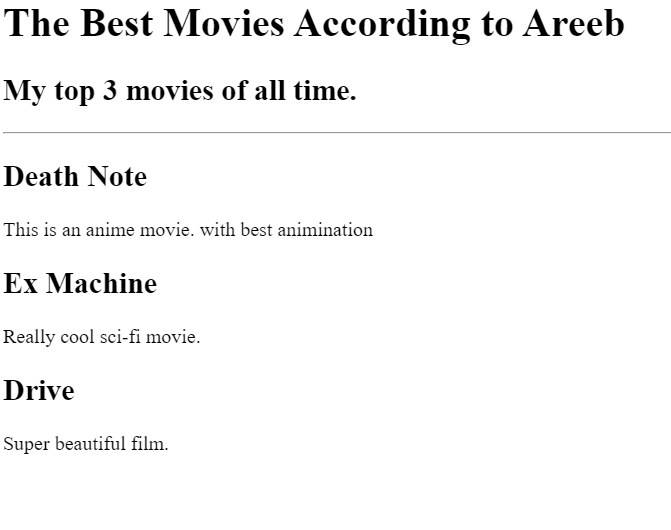 The Best Movies According to Areeb
My top 3 movies of all time.
Death Note
This is an anime movie. with best animination
Ex Machine
Really cool sci-fi movie.
Drive
Super beautiful film.